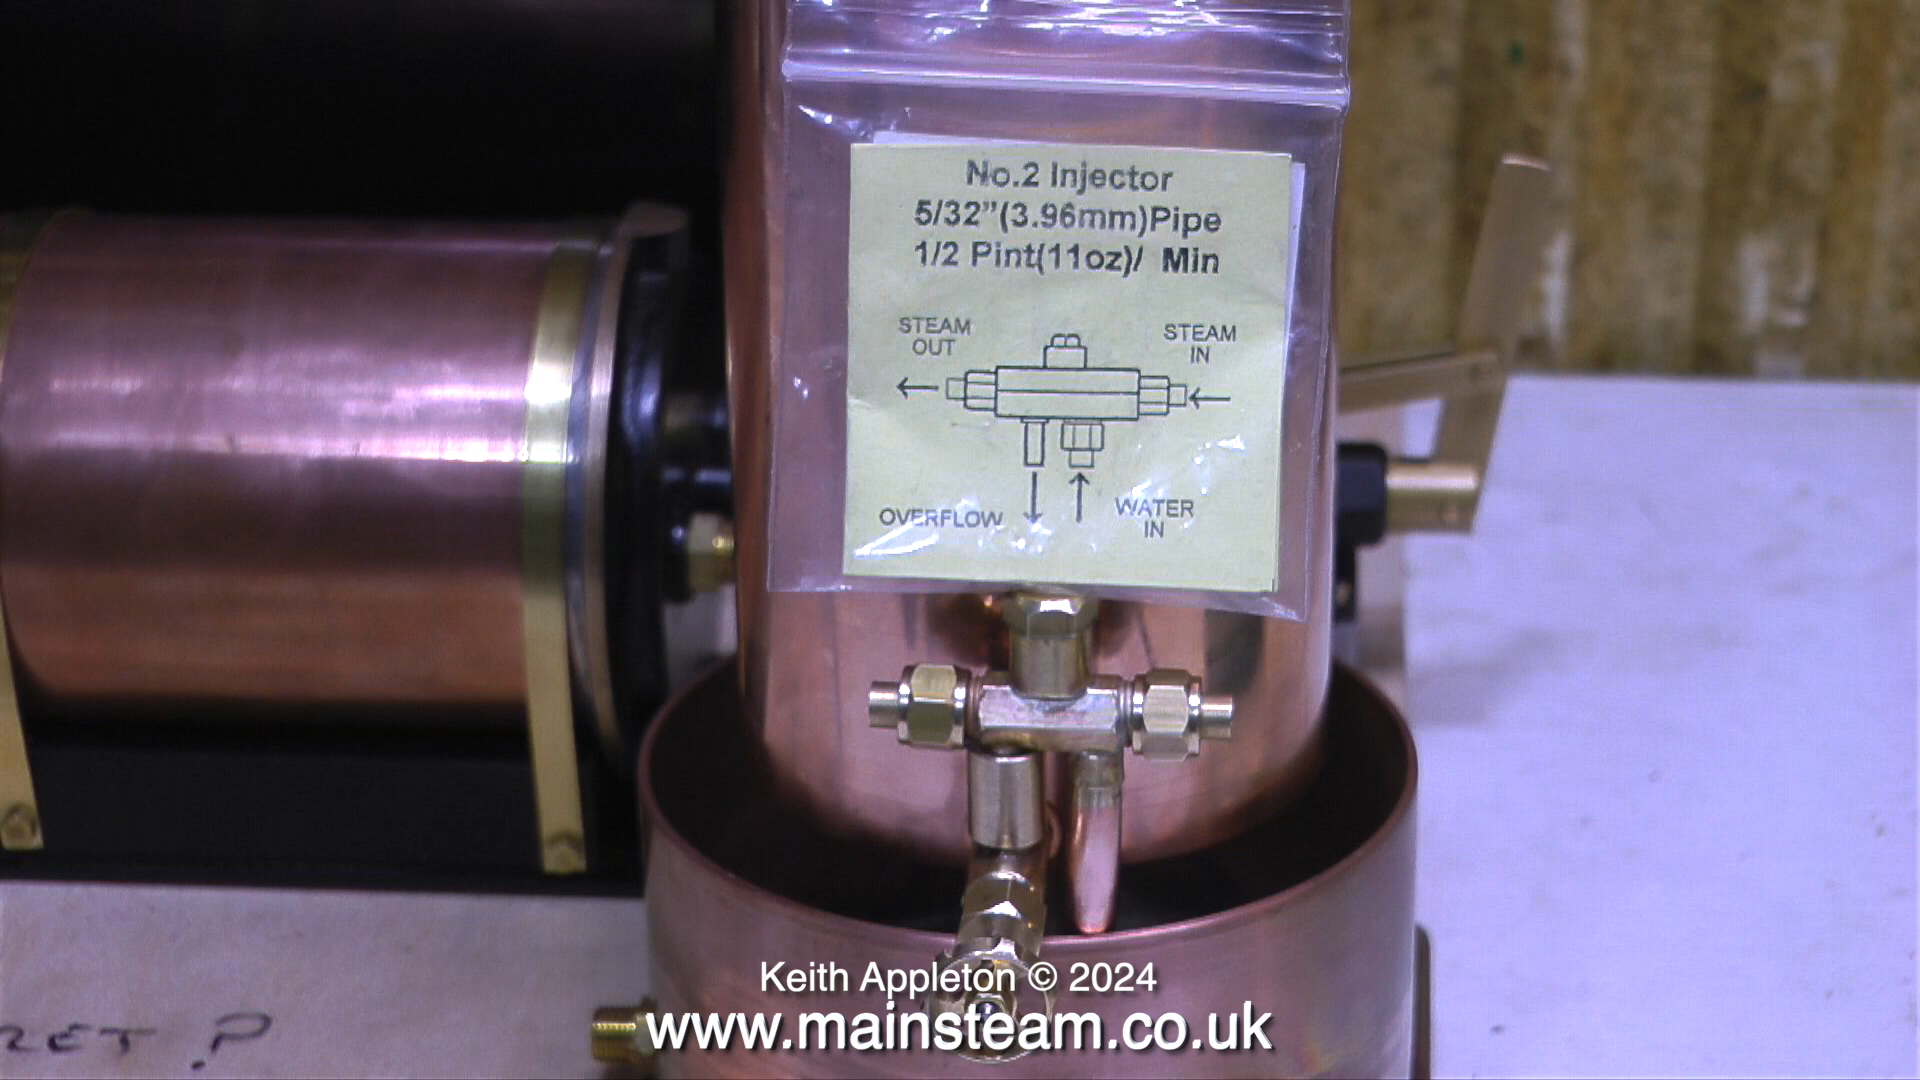 No.2 Injector
5/32”(3.96mm)Pipe
1/2 Pint(11oz)/ Min
STEAM
OUT
STEAM
IN
OVERFLOW
WATER
IN
Keith Appleton © 2024
www.mainsteam.co.uk